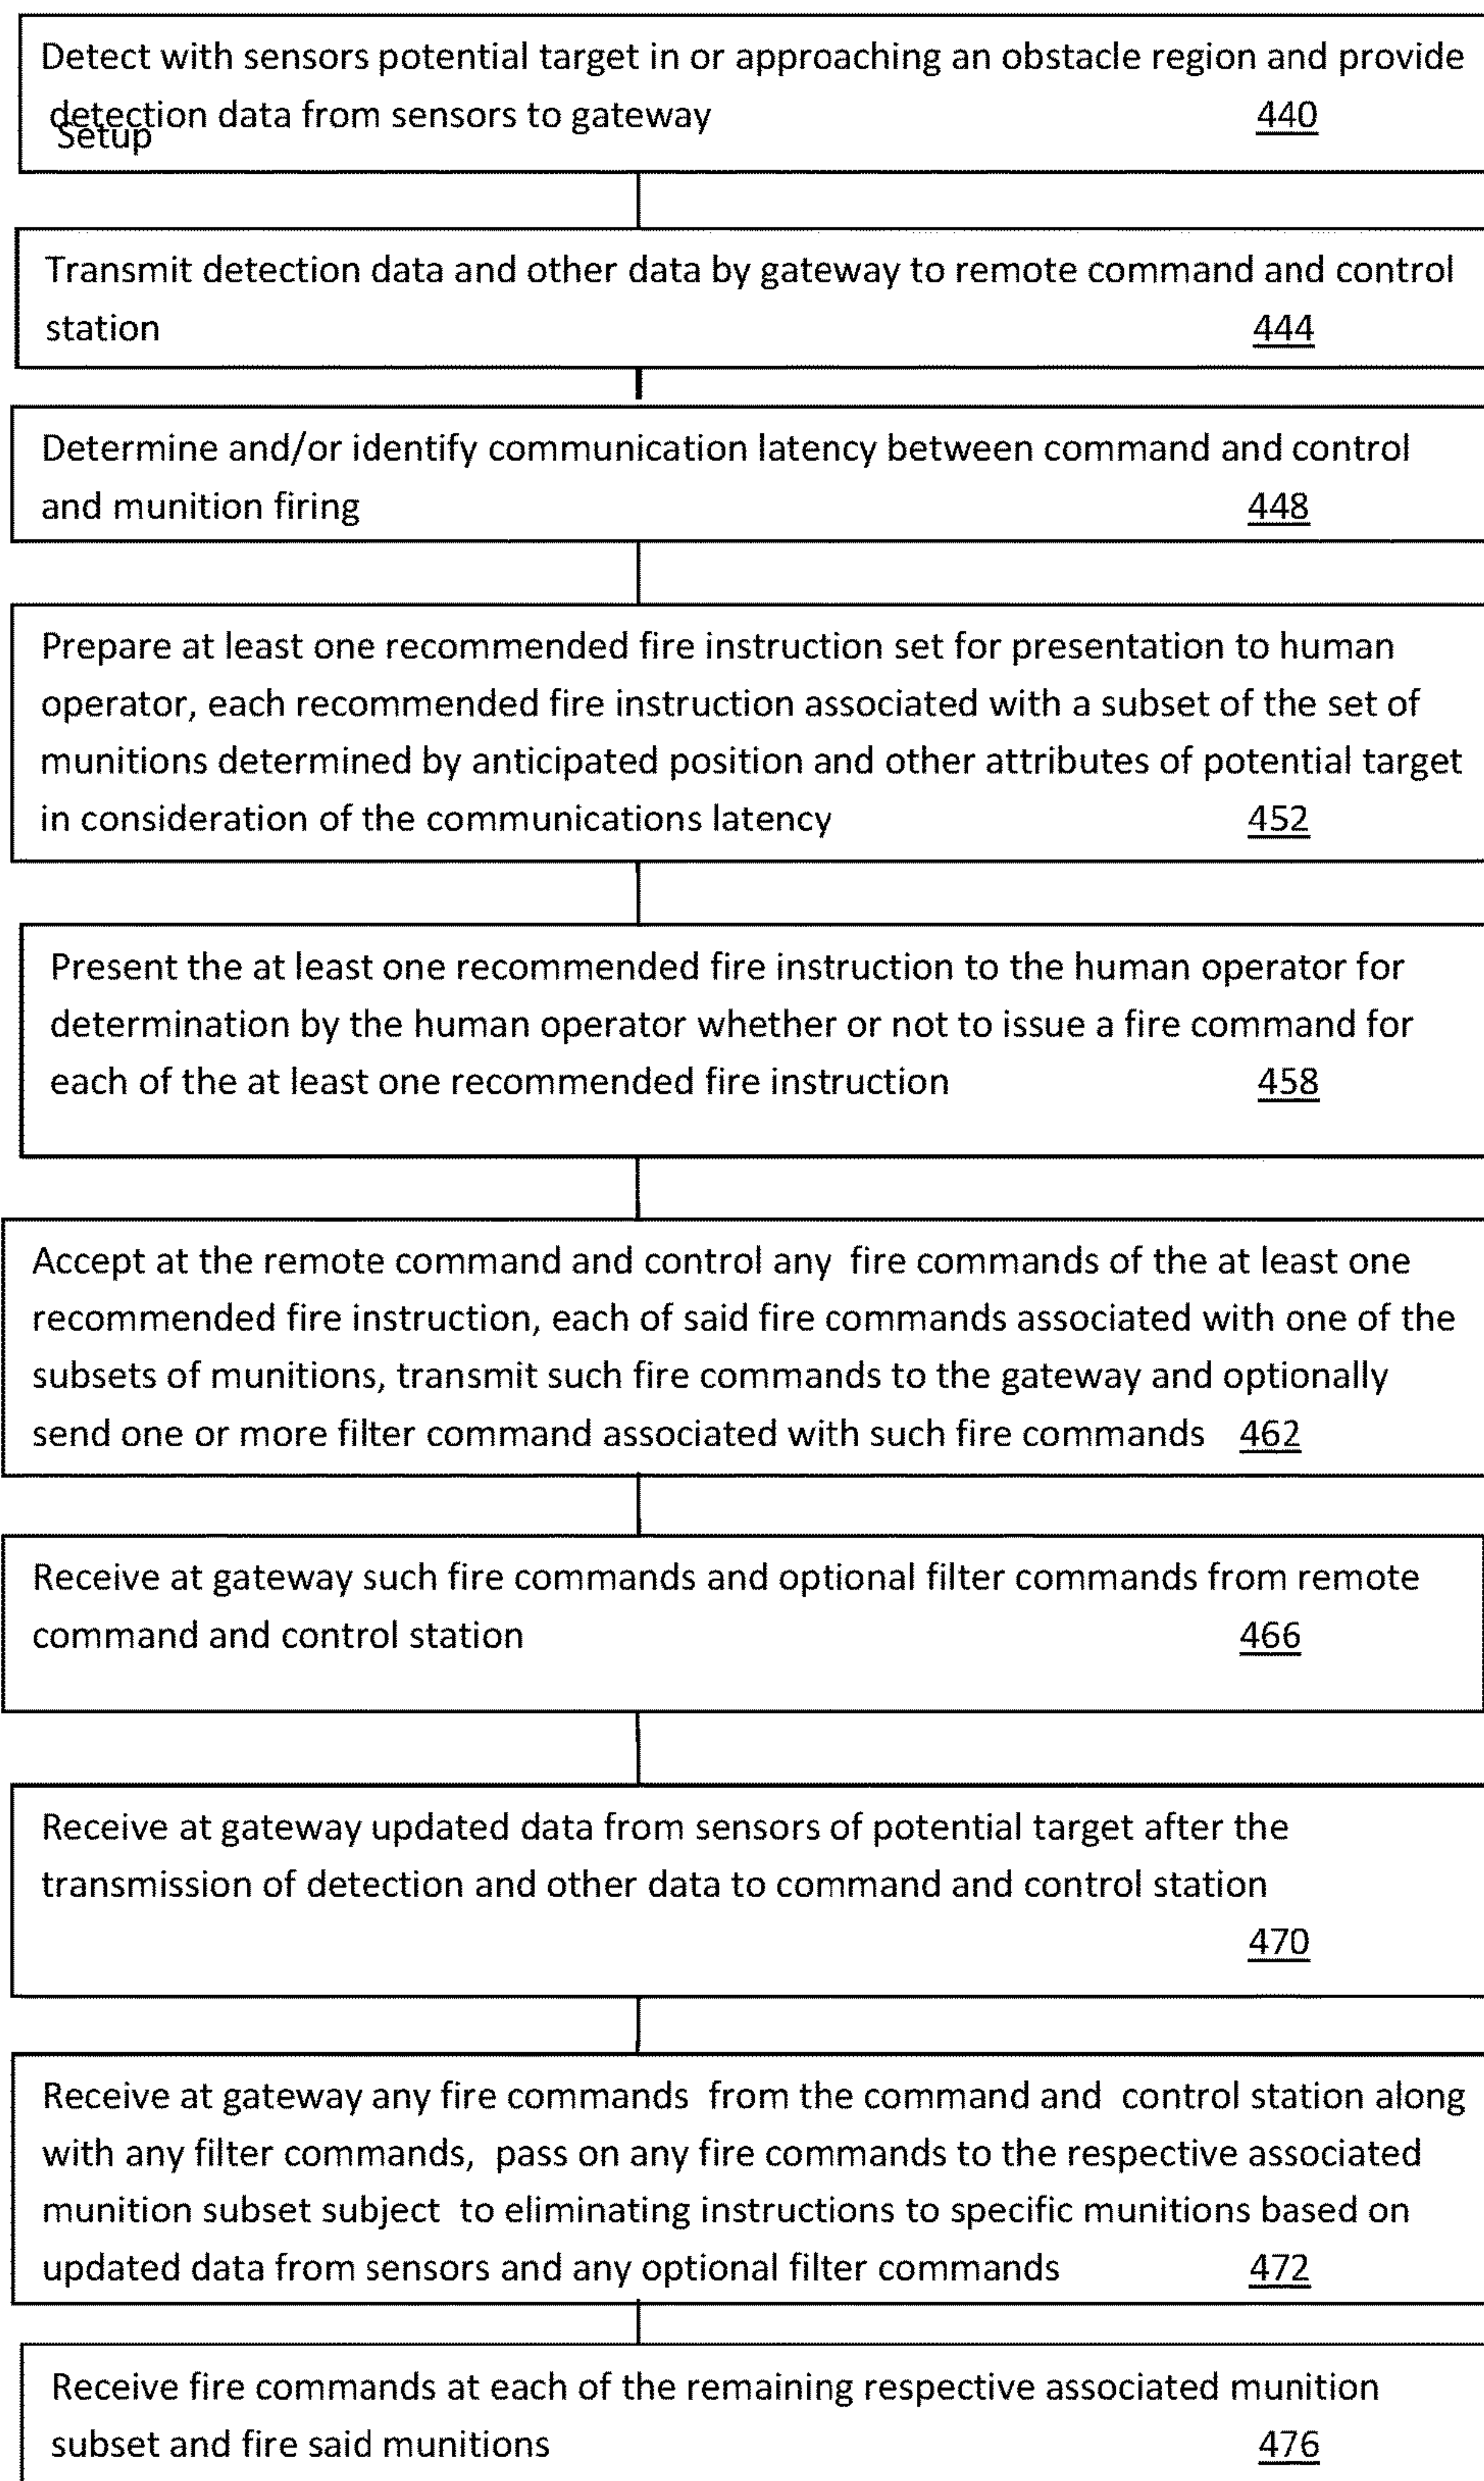 Detect with sensors potential target in or approaching an obstacle region and provide
detection data from sensors to gateway 440
Setup
Transmit detection data and other data by gateway to remote command and control
station 444
Determine and/or identify communication latency between command and control
and munition firing 448
Prepare at least one recommended fire instruction set for presentation to human
operator, each recommended fire instruction associated with a subset of the set of
munitions determined by anticipated position and other attributes of potential target
in consideration of the communications latency 452
Present the at least one recommended fire instruction to the human operator for
determination by the human operator whether or not to issue a fire command for
each of the at least one recommended fire instruction 458
Accept at the remote command and control any fire commands of the at least one
recommended fire instruction, each of said fire commands associated with one of the
subsets of munitions, transmit such fire commands to the gateway and optionally
send one or more filter command associated with such fire commands 462
Receive at gateway such fire commands and optional filter commands from remote
command and control station 466
Receive at gateway updated data from sensors of potential target after the
transmission of detection and other data to command and control station
470
Receive at gateway any fire commands from the command and control station along
with any filter commands, pass on any fire commands to the respective associated
munition subset subject to eliminating instructions to specific munitions based on
updated data from sensors and any optional filter commands 472
Receive fire commands at each of the remaining respective associated munition
subset and fire said munitions 476